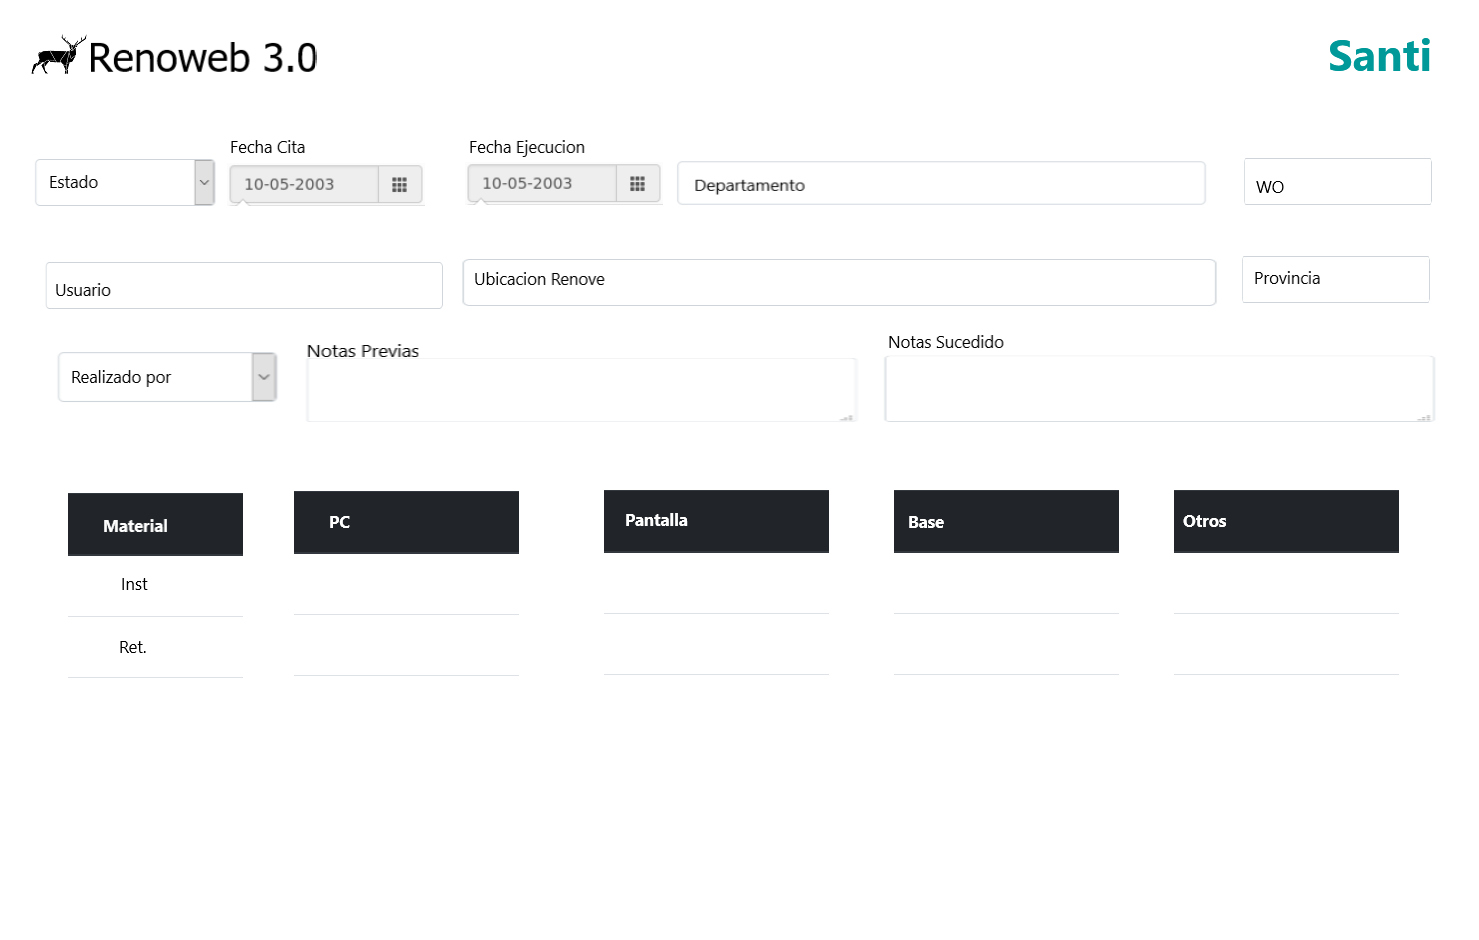 Renoweb 3.0
Santi
Fecha Cita
Fecha Ejecucion
Estado
10-05-2003
10-05-2003
Departamento
WO
Usuario
Ubicacion Renove
Provincia
Realizado por
Notas Previas
Notas Sucedido
Material
PC
Pantalla
Base
Otros
Inst
Ret.